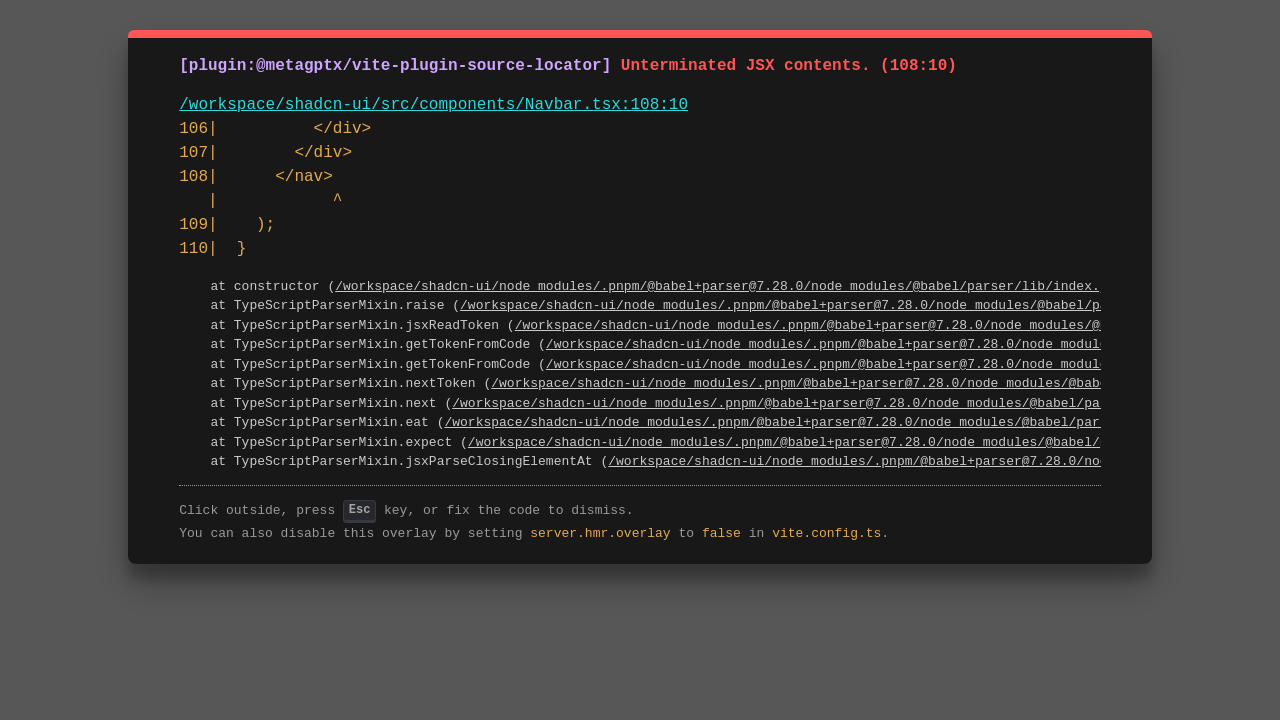 [plugin:@metagptx/vite-plugin-source-locator] Unterminated JSX contents. (108:10)
/workspace/shadcn-ui/src/components/Navbar.tsx:108:10
106|          </div>
107|        </div>
108|      </nav>
   |            ^
109|    );
110|  }
at constructor (/workspace/shadcn-ui/node_modules/.pnpm/@babel+parser@7.28.0/node_modules/@babel/parser/lib/index.
at TypeScriptParserMixin.raise (/workspace/shadcn-ui/node_modules/.pnpm/@babel+parser@7.28.0/node_modules/@babel/pa
at TypeScriptParserMixin.jsxReadToken (/workspace/shadcn-ui/node_modules/.pnpm/@babel+parser@7.28.0/node_modules/@
at TypeScriptParserMixin.getTokenFromCode (/workspace/shadcn-ui/node_modules/.pnpm/@babel+parser@7.28.0/node_modul
at TypeScriptParserMixin.getTokenFromCode (/workspace/shadcn-ui/node_modules/.pnpm/@babel+parser@7.28.0/node_modul
at TypeScriptParserMixin.nextToken (/workspace/shadcn-ui/node_modules/.pnpm/@babel+parser@7.28.0/node_modules/@bab
at TypeScriptParserMixin.next (/workspace/shadcn-ui/node_modules/.pnpm/@babel+parser@7.28.0/node_modules/@babel/par
at TypeScriptParserMixin.eat (/workspace/shadcn-ui/node_modules/.pnpm/@babel+parser@7.28.0/node_modules/@babel/par
at TypeScriptParserMixin.expect (/workspace/shadcn-ui/node_modules/.pnpm/@babel+parser@7.28.0/node_modules/@babel/
at TypeScriptParserMixin.jsxParseClosingElementAt (/workspace/shadcn-ui/node_modules/.pnpm/@babel+parser@7.28.0/no
Click outside, press Esc key, or fix the code to dismiss.
You can also disable this overlay by setting server.hmr.overlay to false in vite.config.ts.